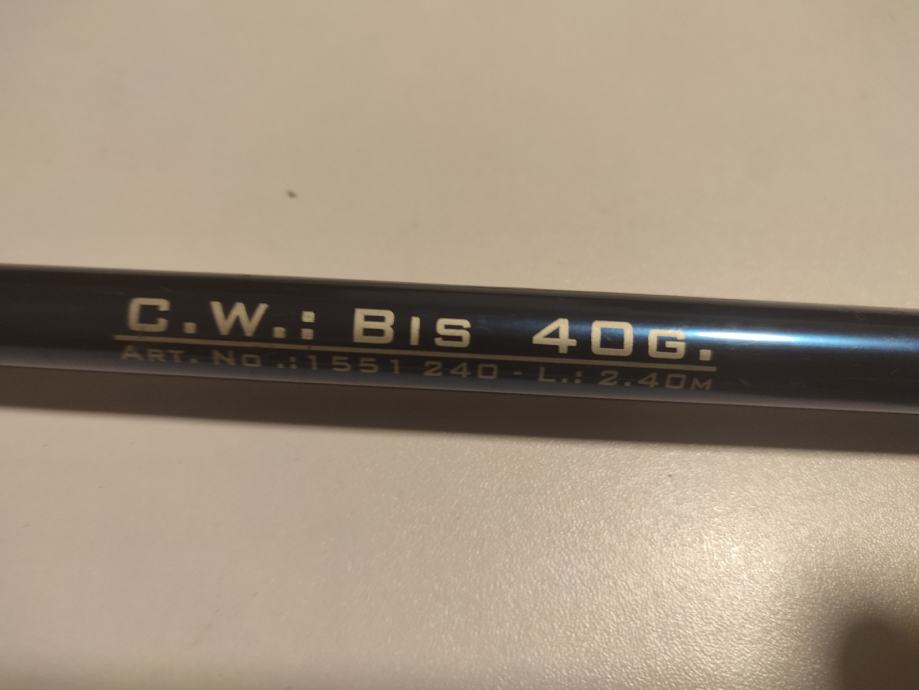 C.W.: BIS 40G.
ART. NO.:1551 240 - L.: 2.40M